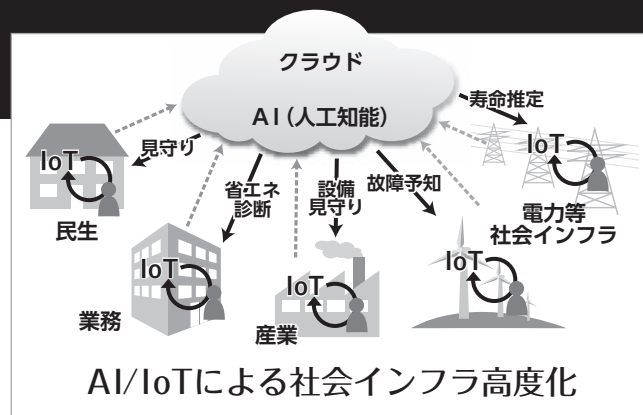 クラウド
AI(人工知能)
寿命推定
見守り
IoT
IoT
省エネ
診断
設備
見守り
故障予知
民生
電力等
社会インフラ
IoT
IoT
IoT
業務
産業
AI/IoTによる社会インフラ高度化